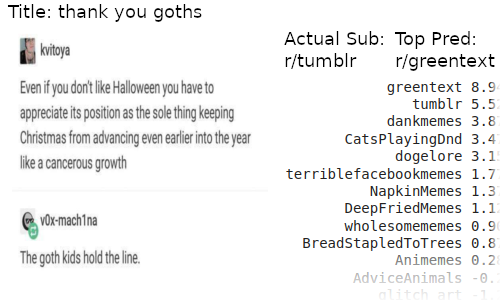 Title: thank you goths
kvitoya
Even if you don't like Halloween you have to
appreciate its position as the sole thing keeping
Christmas from advancing even earlier into the year
like a cancerous growth
v0x-mach1na
The goth kids hold the line.
Actual Sub: Top Pred:
r/tumblr r/greentext
greentext 8.9
tumblr 5.5
dankmemes 3.8
CatsPlayingDnd 3.4
dogelore 3.1
terriblefacebookmemes 1.7
NapkinMemes 1.3
DeepFriedMemes 1.1
wholesomememes 0.9
BreadStapledToTrees 0.8
Animemes 0.2
AdviceAnimals -0.
glitch_art -1.